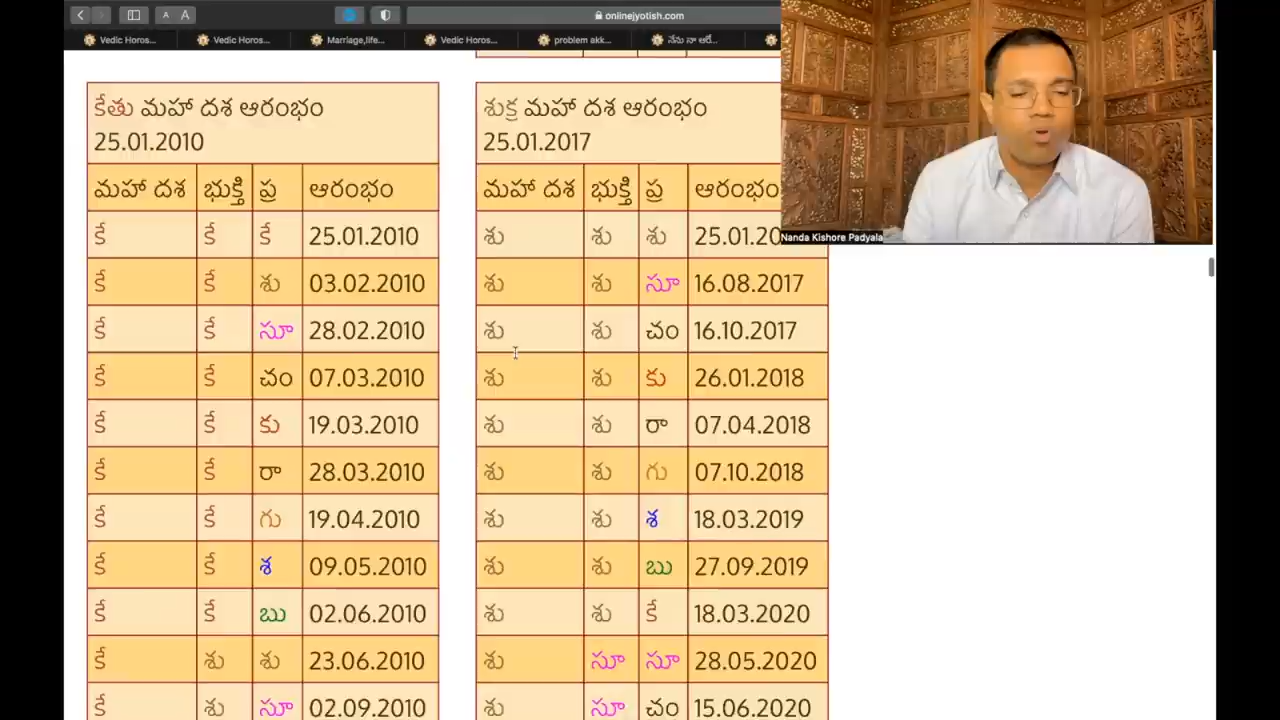 A A
onlinejyotish.com
Vedic Horos...
Vedic Horos...
Marriage,life...
Vedic Horos...
problem akk...
నేను నా ఆరే...
కేతు మహా దశ ఆరంభం
25.01.2010
మహా దశ భుక్తి ప్ర ఆరంభం
కే కే కే 25.01.2010
కే కే శు 03.02.2010
కే కే సూ 28.02.2010
కే కే చం 07.03.2010
కే కే కు 19.03.2010
కే కే రా 28.03.2010
కే కే గు 19.04.2010
కే కే శ 09.05.2010
కే కే బు 02.06.2010
కే శు శు 23.06.2010
కే శు సూ 02.09.2010
శుక్ర మహా దశ ఆరంభం
25.01.2017
మహా దశ భుక్తి ప్ర ఆరంభం
శు శు శు 25.01.20
శు శు సూ 16.08.2017
శు శు చం 16.10.2017
శు శు కు 26.01.2018
శు శు రా 07.04.2018
శు శు గు 07.10.2018
శు శు శ 18.03.2019
శు శు బు 27.09.2019
శు శు కే 18.03.2020
శు సూ సూ 28.05.2020
శు సూ చం 15.06.2020
Nanda Kishore Padyala